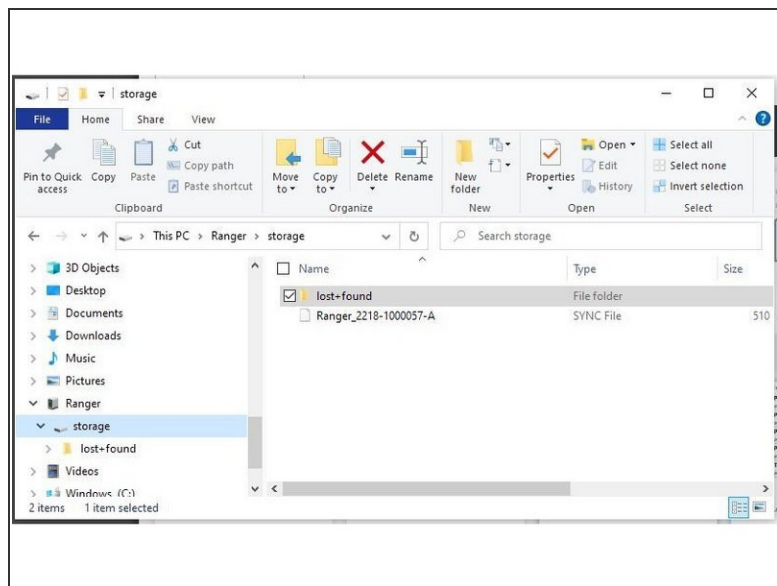 storage
File Home Share View
Pin to Quick access
Copy
Paste
Cut
Copy path
Paste shortcut
Clipboard
Move to
Copy to
Delete
Rename
Organize
New folder
New
Properties
Open
Edit
History
Open
Select all
Select none
Invert selection
Select
This PC > Ranger > storage
Search storage
3D Objects
Desktop
Documents
Downloads
Music
Pictures
Ranger
storage
lost+found
Videos
Windows (C:)
Name Type Size
lost+found File folder
Ranger_2218-1000057-A SYNC File 510
2 items 1 item selected